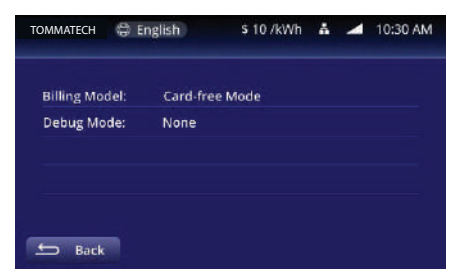 TOMMATECH English $ 10 /kWh 10:30 AM
Billing Model: Card-free Mode
Debug Mode: None
Back